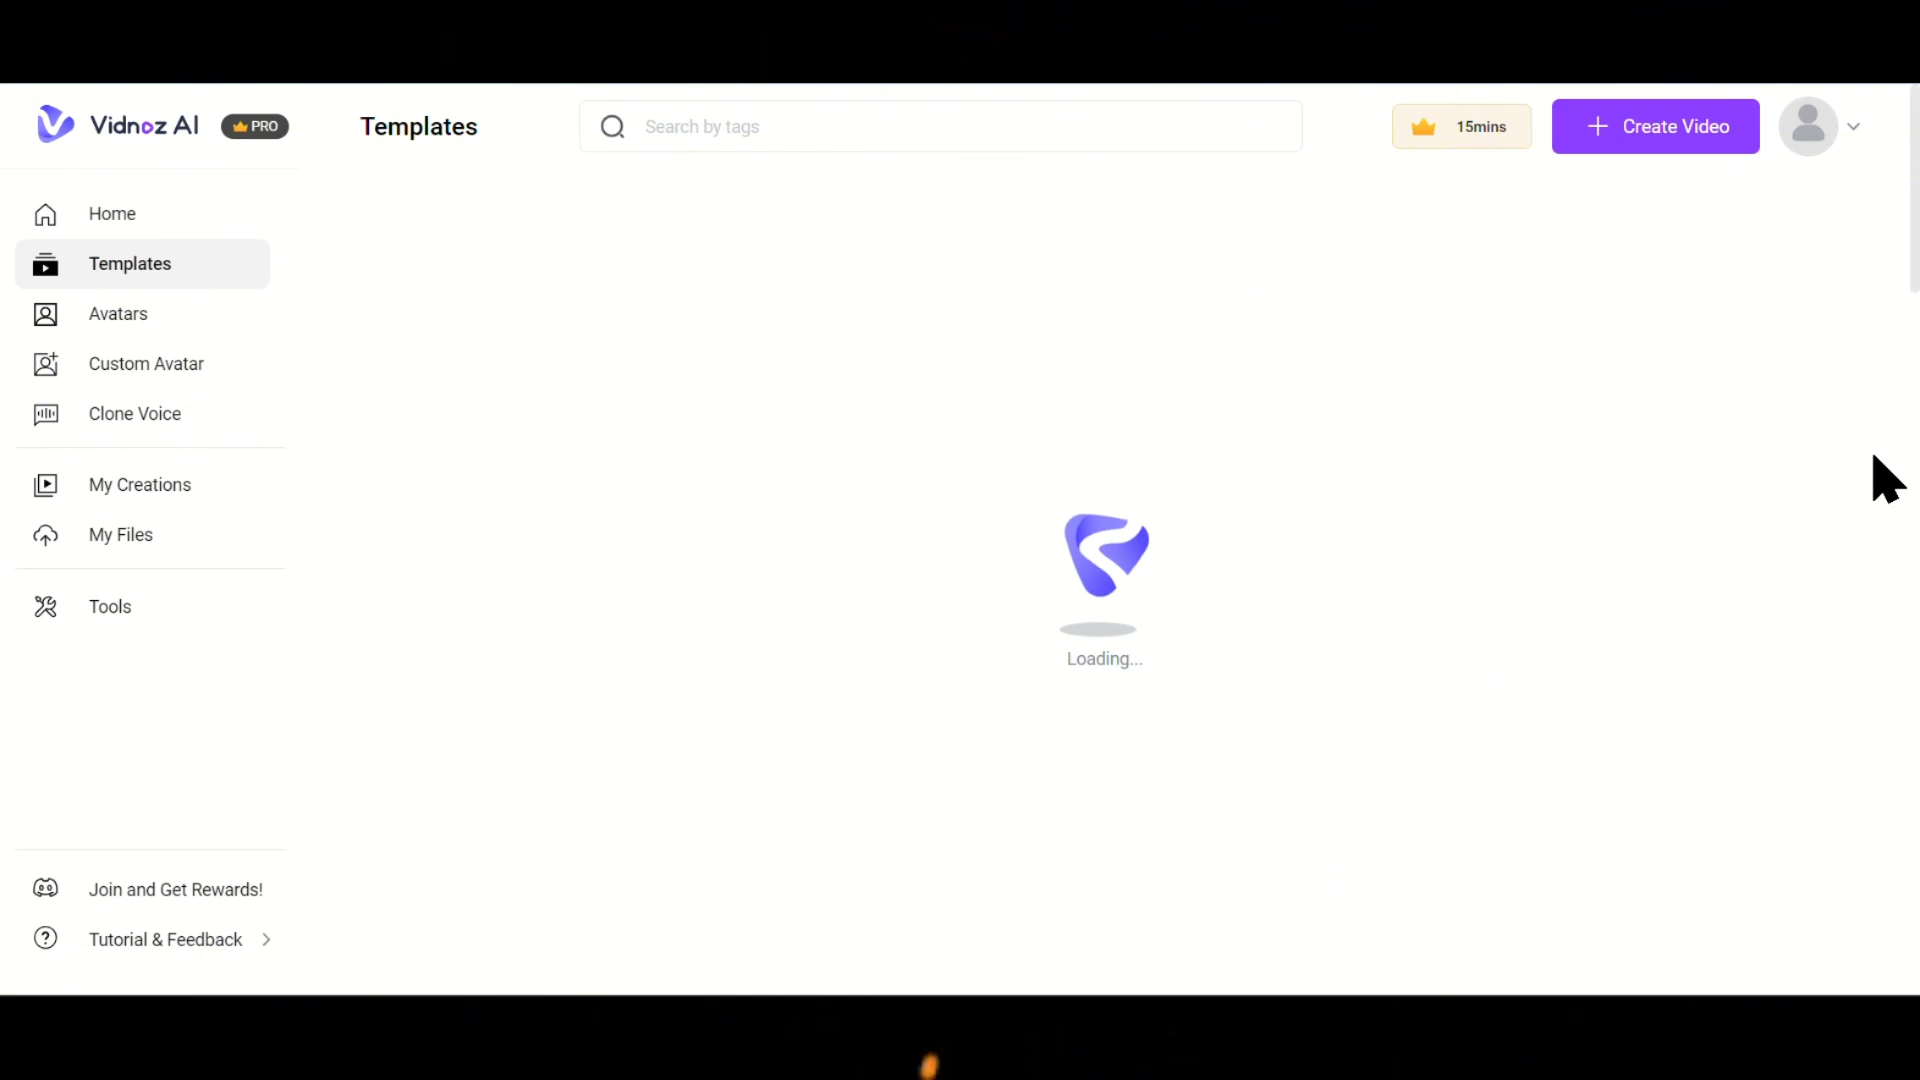 Vidnoz AI PRO
Templates
Search by tags
15mins
Create Video
Home
Templates
Avatars
Custom Avatar
Clone Voice
My Creations
My Files
Tools
Loading...
Join and Get Rewards!
Tutorial & Feedback